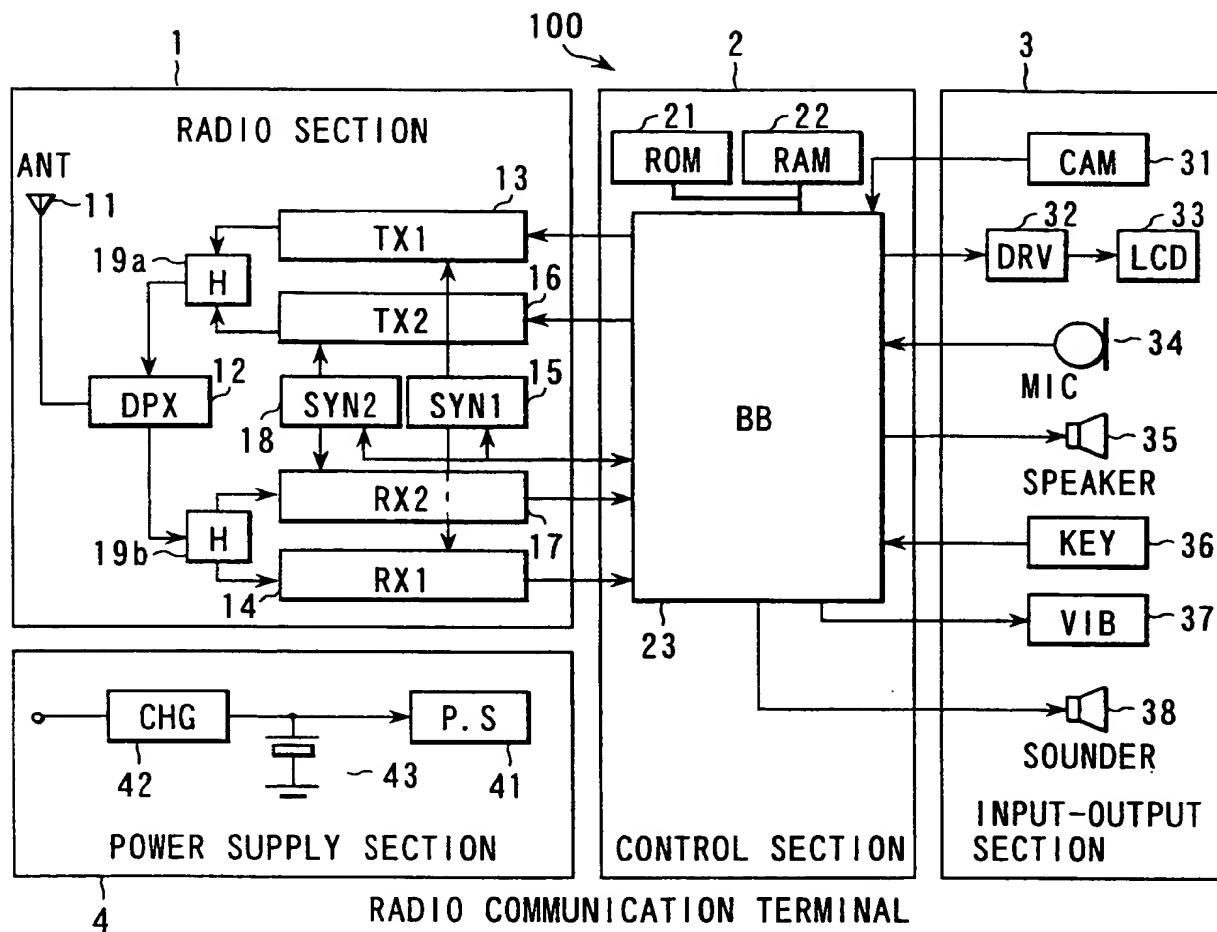 100
1
2
3
RADIO SECTION
21
22
ROM
RAM
CAM
31
ANT
11
13
TX1
32
33
DRV
LCD
19a
H
16
TX2
34
MIC
12
DPX
15
SYN2
SYN1
18
BB
35
SPEAKER
RX2
17
19b
H
KEY
36
14
RX1
VIB
37
23
CHG
P.S
42
43
41
38
SOUNDER
POWER SUPPLY SECTION
CONTROL SECTION
INPUT-OUTPUT
SECTION
4
RADIO COMMUNICATION TERMINAL